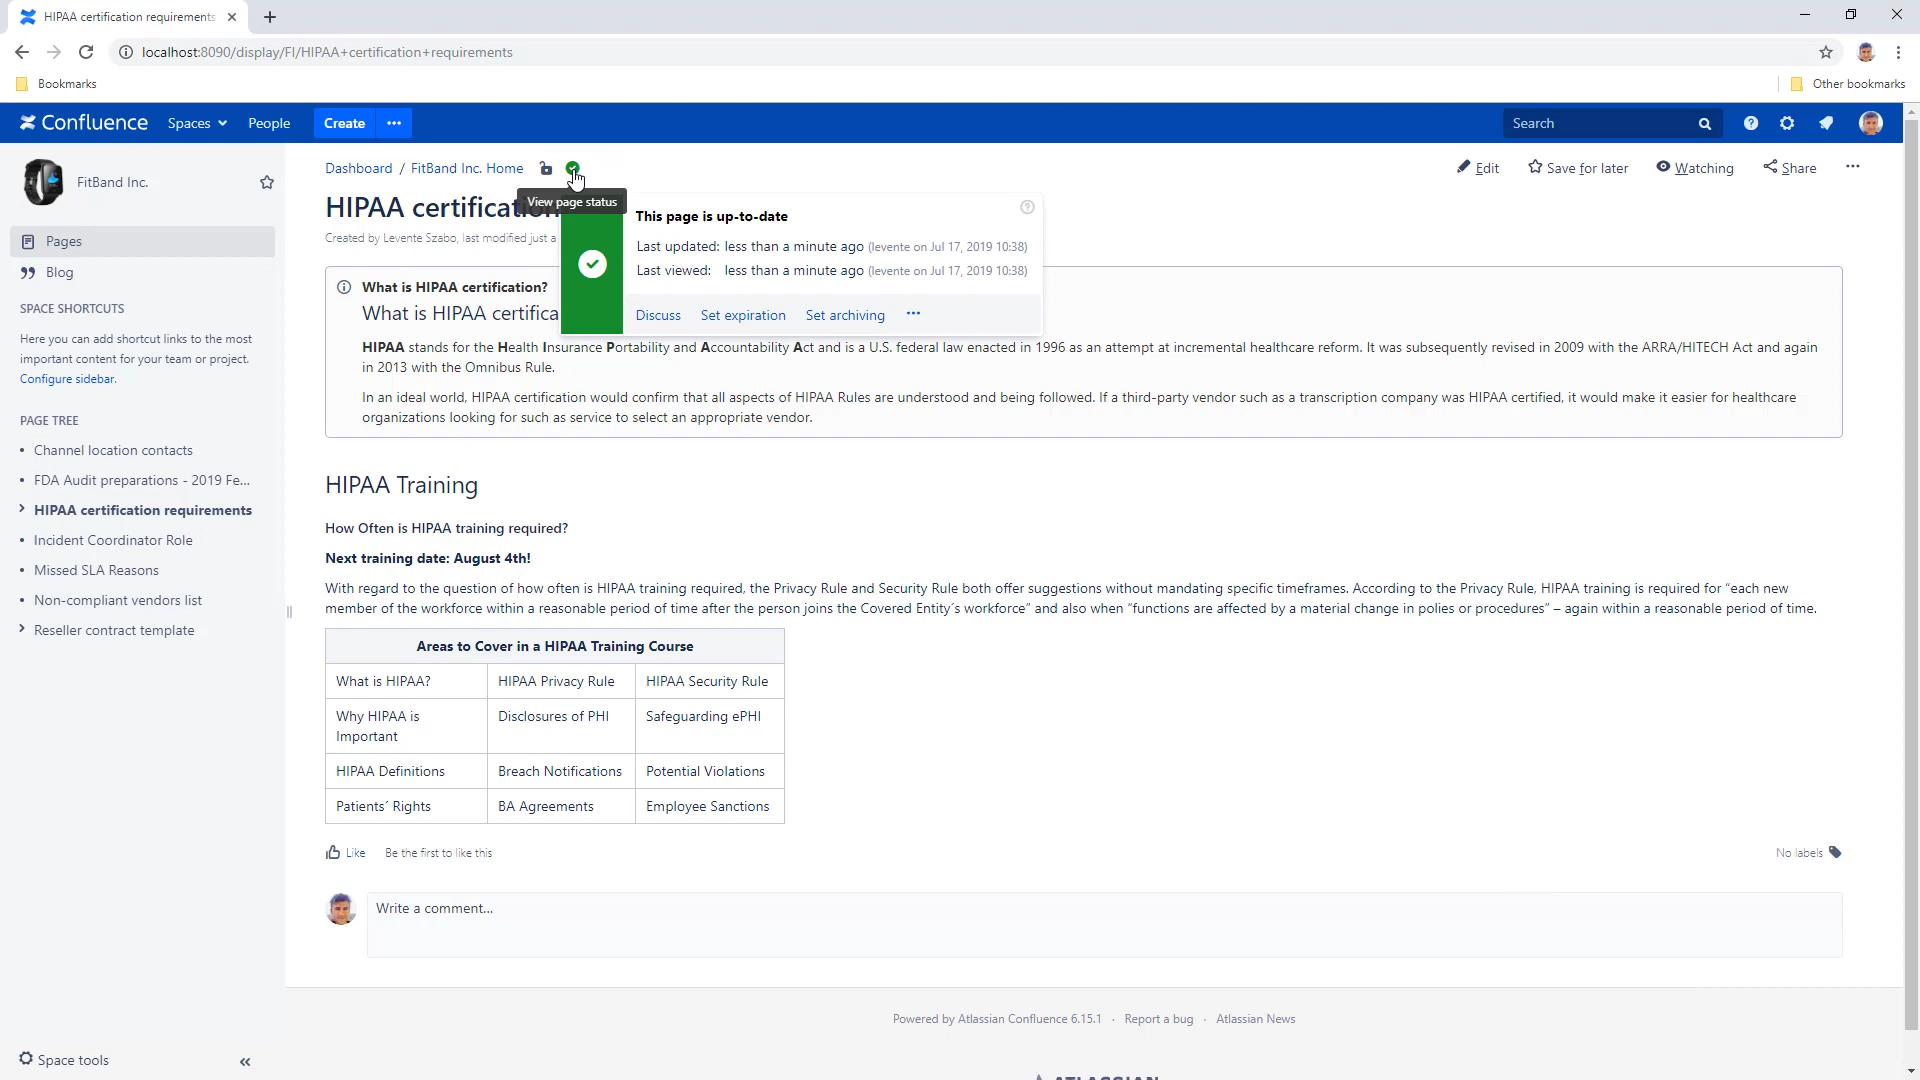 HIPAA certification requirements
localhost:8090/display/FI/HIPAA+certification+requirements
Bookmarks
Other bookmarks
Confluence
Spaces
People
Create
Search
FitBand Inc.
Pages
Blog
SPACE SHORTCUTS
Here you can add shortcut links to the most
important content for your team or project.
Configure sidebar.
PAGE TREE
Channel location contacts
FDA Audit preparations - 2019 Fe...
HIPAA certification requirements
Incident Coordinator Role
Missed SLA Reasons
Non-compliant vendors list
Reseller contract template
Space tools
Dashboard / FitBand Inc. Home
Edit
Save for later
Watching
Share
View page status
HIPAA certification
Created by Levente Szabo, last modified just a
This page is up-to-date
Last updated: less than a minute ago (levente on Jul 17, 2019 10:38)
Last viewed: less than a minute ago (levente on Jul 17, 2019 10:38)
Discuss Set expiration Set archiving ···
What is HIPAA certification?
What is HIPAA certifica
HIPAA stands for the Health Insurance Portability and Accountability Act and is a U.S. federal law enacted in 1996 as an attempt at incremental healthcare reform. It was subsequently revised in 2009 with the ARRA/HITECH Act and again
in 2013 with the Omnibus Rule.
In an ideal world, HIPAA certification would confirm that all aspects of HIPAA Rules are understood and being followed. If a third-party vendor such as a transcription company was HIPAA certified, it would make it easier for healthcare
organizations looking for such as service to select an appropriate vendor.
HIPAA Training
How Often is HIPAA training required?
Next training date: August 4th!
With regard to the question of how often is HIPAA training required, the Privacy Rule and Security Rule both offer suggestions without mandating specific timeframes. According to the Privacy Rule, HIPAA training is required for “each new
member of the workforce within a reasonable period of time after the person joins the Covered Entity´s workforce” and also when “functions are affected by a material change in polies or procedures” – again within a reasonable period of time.
Areas to Cover in a HIPAA Training Course
What is HIPAA? HIPAA Privacy Rule HIPAA Security Rule
Why HIPAA is Disclosures of PHI Safeguarding ePHI
Important
HIPAA Definitions Breach Notifications Potential Violations
Patients´ Rights BA Agreements Employee Sanctions
Like Be the first to like this
No labels
Write a comment...
Powered by Atlassian Confluence 6.15.1 · Report a bug · Atlassian News
ATLASSIAN